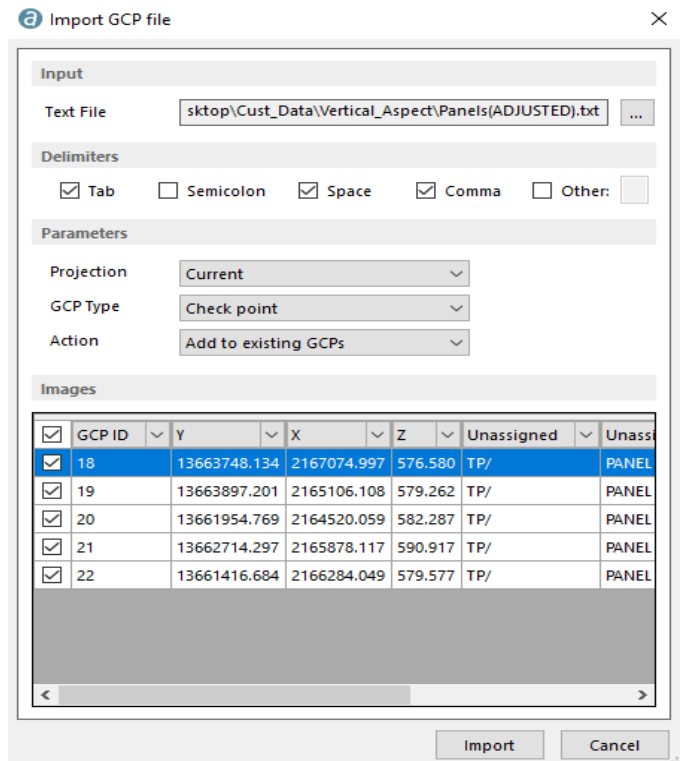 Import GCP file
Input
Text File sktop\Cust_Data\Vertical_Aspect\Panels(ADJUSTED).txt ...
Delimiters
Tab Semicolon Space Comma Other:
Parameters
Projection Current
GCP Type Check point
Action Add to existing GCPs
Images
GCP ID Y X Z Unassigned Unassi
18 13663748.134 2167074.997 576.580 TP/ PANEL
19 13663897.201 2165106.108 579.262 TP/ PANEL
20 13661954.769 2164520.059 582.287 TP/ PANEL
21 13662714.297 2165878.117 590.917 TP/ PANEL
22 13661416.684 2166284.049 579.577 TP/ PANEL
Import Cancel